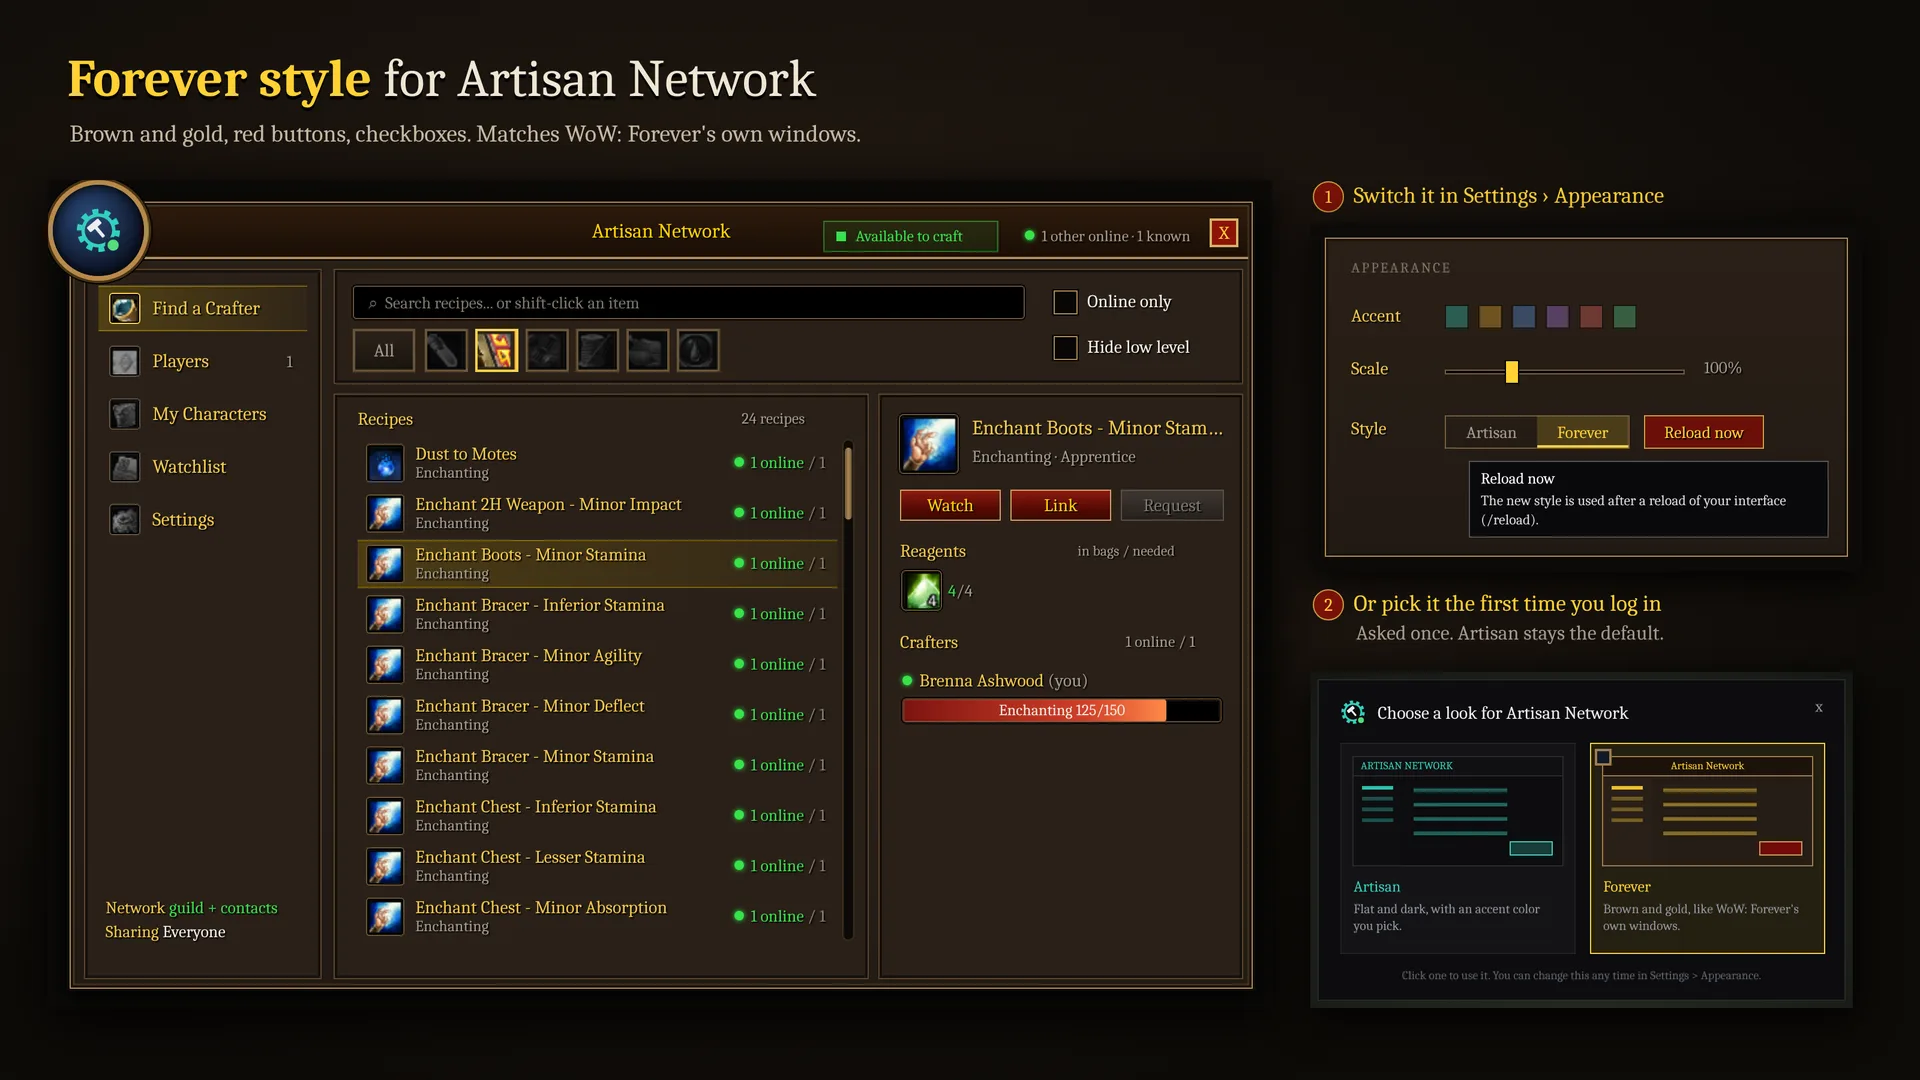 Forever style for Artisan Network
Brown and gold, red buttons, checkboxes. Matches WoW: Forever's own windows.
Artisan Network
Available to craft
1 other online · 1 known
X
Find a Crafter
Players
1
My Characters
Watchlist
Settings
Network guild + contacts
Sharing Everyone
Search recipes... or shift-click an item
Online only
All
Hide low level
Recipes
24 recipes
Dust to Motes
Enchanting
1 online / 1
Enchant 2H Weapon - Minor Impact
Enchanting
1 online / 1
Enchant Boots - Minor Stamina
Enchanting
1 online / 1
Enchant Bracer - Inferior Stamina
Enchanting
1 online / 1
Enchant Bracer - Minor Agility
Enchanting
1 online / 1
Enchant Bracer - Minor Deflect
Enchanting
1 online / 1
Enchant Bracer - Minor Stamina
Enchanting
1 online / 1
Enchant Chest - Inferior Stamina
Enchanting
1 online / 1
Enchant Chest - Lesser Stamina
Enchanting
1 online / 1
Enchant Chest - Minor Absorption
Enchanting
1 online / 1
Enchant Boots - Minor Stam...
Enchanting · Apprentice
Watch
Link
Request
Reagents
in bags / needed
4
4/4
Crafters
1 online / 1
Brenna Ashwood (you)
Enchanting 125/150
1 Switch it in Settings › Appearance
APPEARANCE
Accent
Scale
100%
Style
Artisan
Forever
Reload now
Reload now
The new style is used after a reload of your interface
(/reload).
2 Or pick it the first time you log in
Asked once. Artisan stays the default.
Choose a look for Artisan Network
x
ARTISAN NETWORK
Artisan
Flat and dark, with an accent color
you pick.
Artisan Network
Forever
Brown and gold, like WoW: Forever's
own windows.
Click one to use it. You can change this any time in Settings > Appearance.